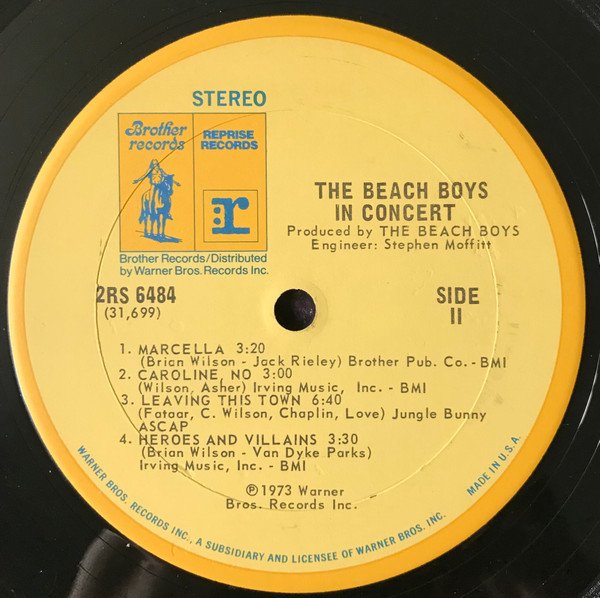 STEREO
Brother
records
REPRISE
RECORDS
r
Brother Records/Distributed
by Warner Bros. Records Inc.
THE BEACH BOYS
IN CONCERT
Produced by THE BEACH BOYS
Engineer: Stephen Moffitt
2RS 6484
(31,699)
SIDE
II
1. MARCELLA 3:20
(Brian Wilson - Jack Rieley) Brother Pub. Co. - BMI
2. CAROLINE, NO 3:00
(Wilson, Asher) Irving Music, Inc. - BMI
3. LEAVING THIS TOWN 6:40
(Fataar, C. Wilson, Chaplin, Love) Jungle Bunny
ASCAP
4. HEROES AND VILLAINS 3:30
(Brian Wilson - Van Dyke Parks)
Irving Music, Inc. - BMI
℗1973 Warner
Bros. Records Inc.
WARNER BROS. RECORDS INC., A SUBSIDIARY AND LICENSEE OF WARNER BROS. INC.
MADE IN U.S.A.